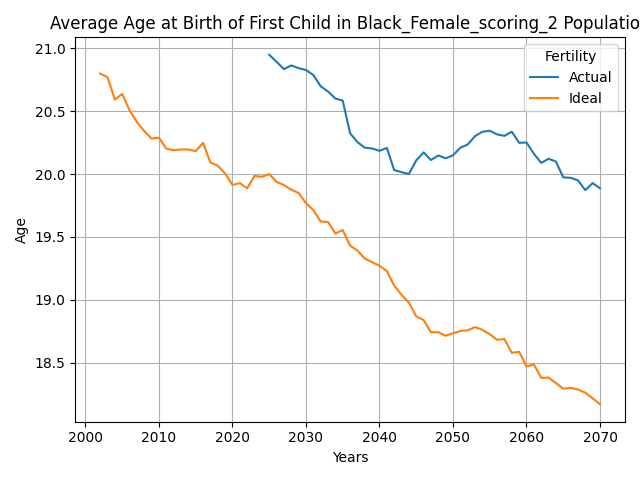 Average Age at Birth of First Child in Black_Female_scoring_2 Populatio
Fertility
Actual
Ideal
21.0
20.5
20.0
19.5
19.0
18.5
Age
2000 2010 2020 2030 2040 2050 2060 2070
Years